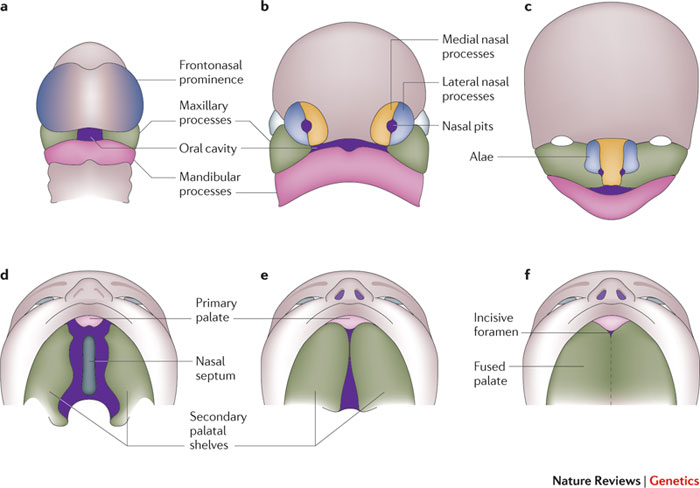 a
b
c
Frontonasal
prominence
Maxillary
processes
Oral cavity
Mandibular
processes
Medial nasal
processes
Lateral nasal
processes
Nasal pits
Alae
d
e
f
Primary
palate
Nasal
septum
Secondary
palatal
shelves
Incisive
foramen
Fused
palate
Nature Reviews | Genetics